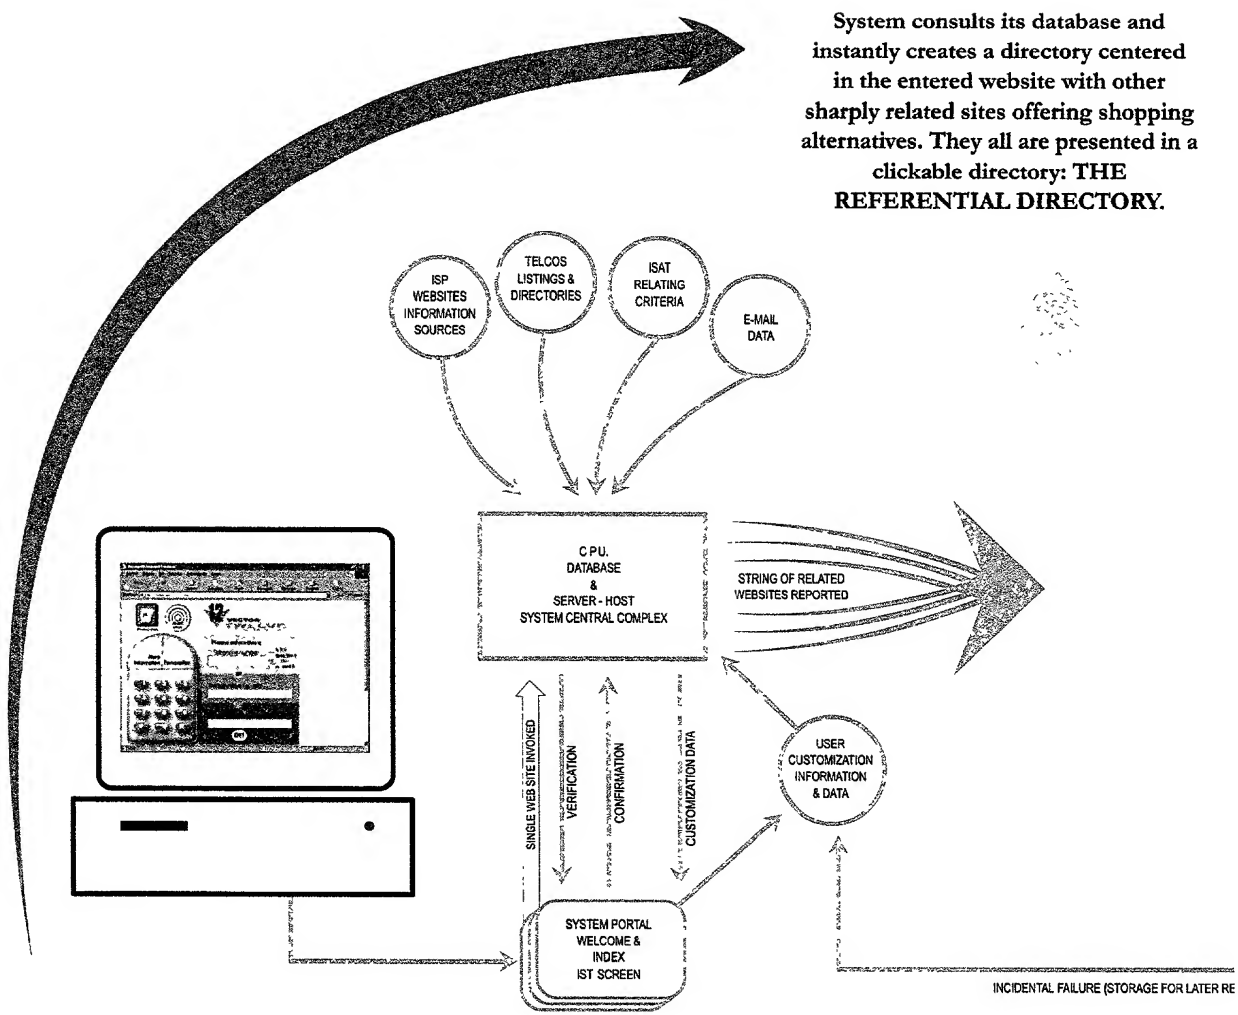 System consults its database and
instantly creates a directory centered
in the entered website with other
sharply related sites offering shopping
alternatives. They all are presented in a
clickable directory: THE
REFERENTIAL DIRECTORY.
ISP
WEBSITES
INFORMATION
SOURCES
TELCOS
LISTINGS &
DIRECTORIES
ISAT
RELATING
CRITERIA
E-MAIL
DATA
C P U.
DATABASE
&
SERVER - HOST
SYSTEM CENTRAL COMPLEX
STRING OF RELATED
WEBSITES REPORTED
VECTOR
SINGLE WEB SITE INVOKED
VERIFICATION
CONFIRMATION
CUSTOMIZATION DATA
USER
CUSTOMIZATION
INFORMATION
& DATA
SYSTEM PORTAL
WELCOME &
INDEX
IST SCREEN
INCIDENTAL FAILURE (STORAGE FOR LATER RE